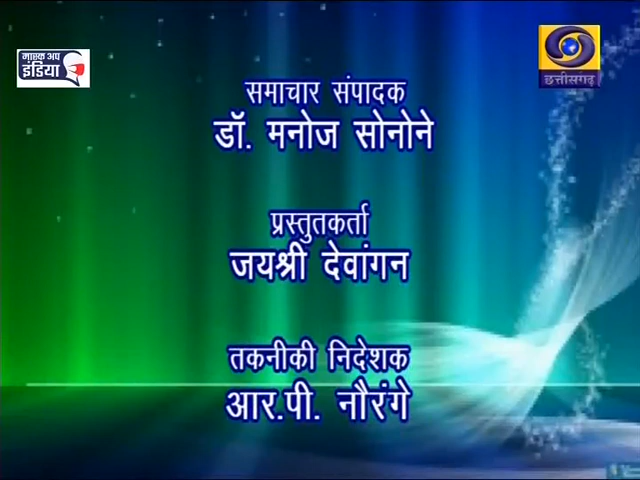 मास्क अप
इंडिया
छत्तीसगढ़
समाचार संपादक
डॉ. मनोज सोनोने
प्रस्तुतकर्ता
जयश्री देवांगन
तकनीकी निदेशक
आर.पी. नौरंगे